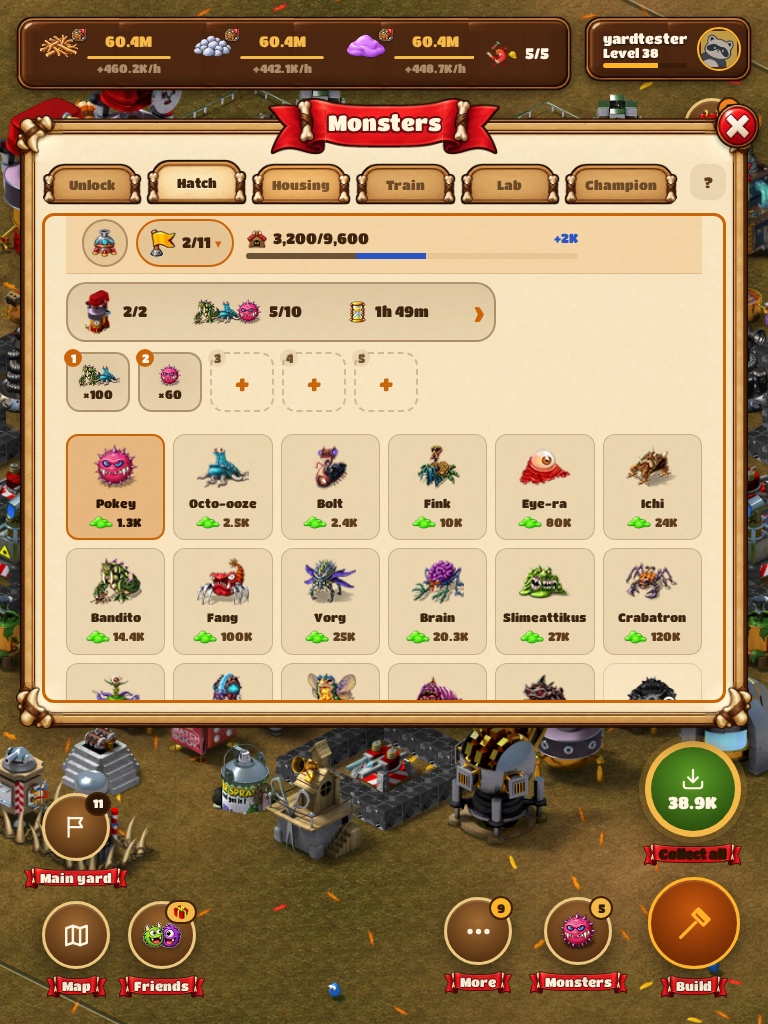 60.4M
+460.2K/h
60.4M
+442.1K/h
60.4M
+448.7K/h
5/5
yardtester
Level 38
Monsters
Unlock
Hatch
Housing
Train
Lab
Champion
?
2/11
3,200/9,600
+2K
2/2
5/10
1h 49m
1
×100
2
×60
3
4
5
Pokey
1.3K
Octo-ooze
2.5K
Bolt
2.4K
Fink
10K
Eye-ra
80K
Ichi
24K
Bandito
14.4K
Fang
100K
Vorg
25K
Brain
20.3K
Slimeattikus
27K
Crabatron
120K
SPRAY
11
Main yard
38.9K
Collect all
Map
Friends
9
More
5
Monsters
Build